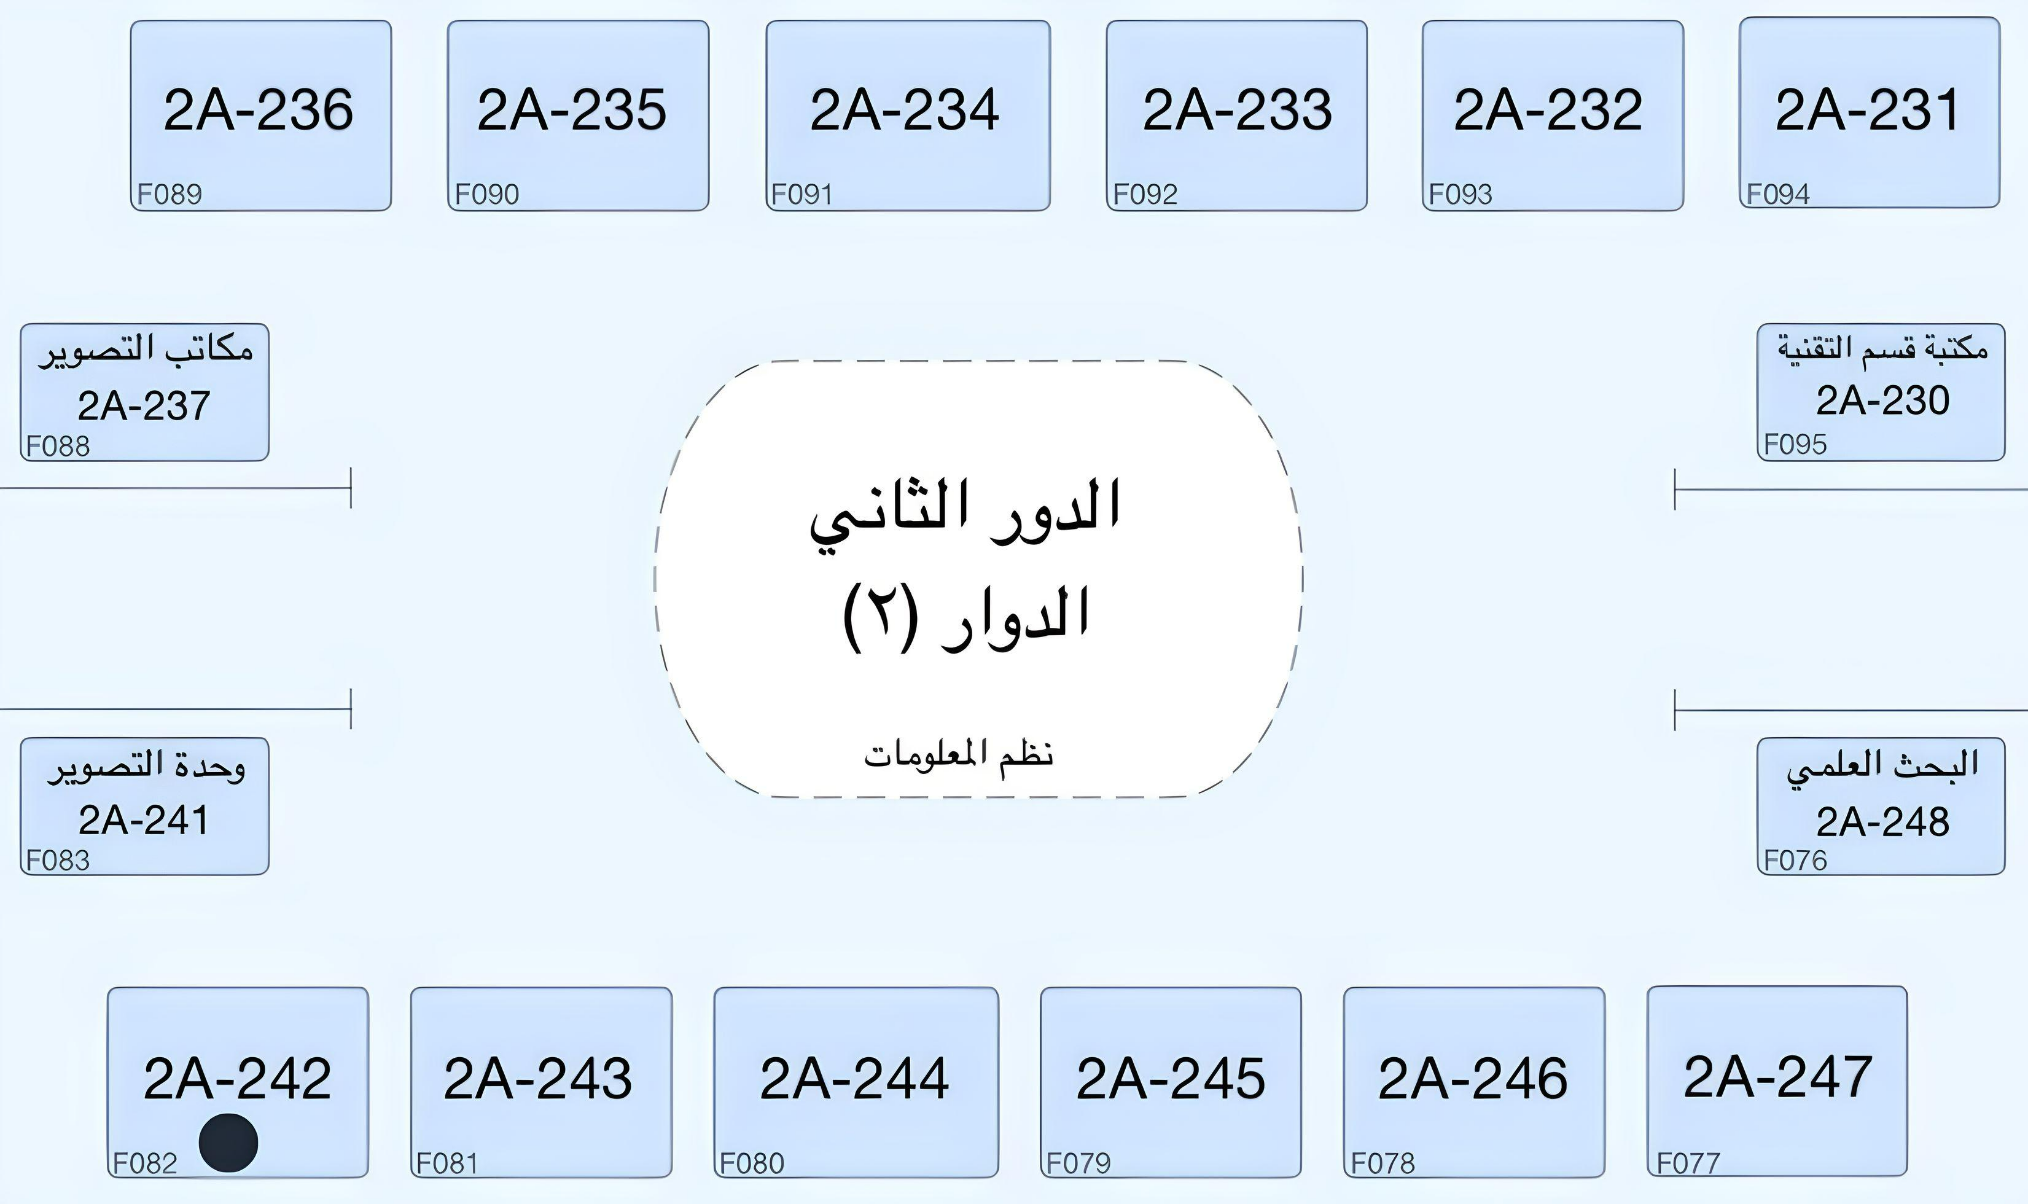 2A-236
F089
2A-235
F090
2A-234
F091
2A-233
F092
2A-232
F093
2A-231
F094
مكاتب التصوير
2A-237
F088
مكتبة قسم التقنية
2A-230
F095
الدور الثاني
الدوار (٢)
نظم المعلومات
وحدة التصوير
2A-241
F083
البحث العلمي
2A-248
F076
2A-242
F082
2A-243
F081
2A-244
F080
2A-245
F079
2A-246
F078
2A-247
F077